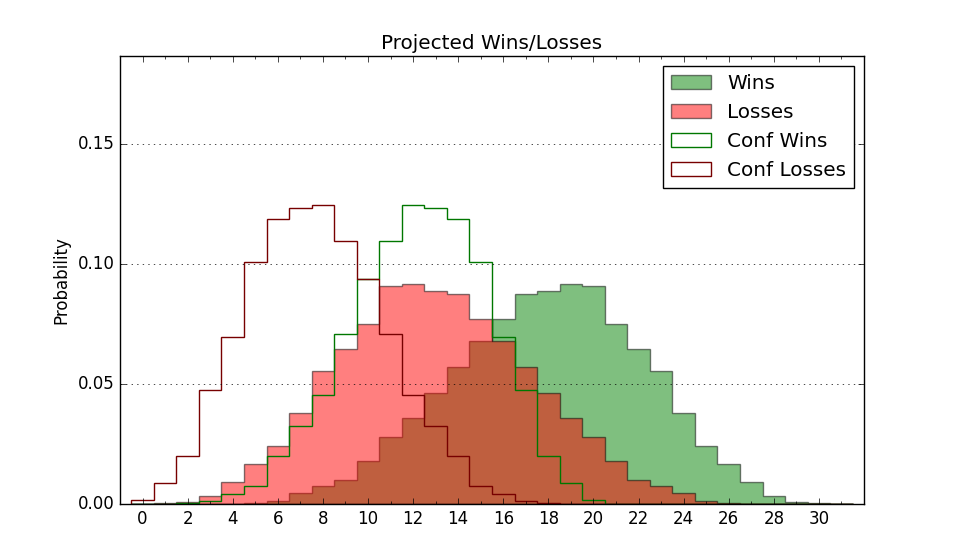 Projected Wins/Losses
Wins
Losses
Conf Wins
Conf Losses
0.15
0.10
0.05
0.00
Probability
0 2 4 6 8 10 12 14 16 18 20 22 24 26 28 30